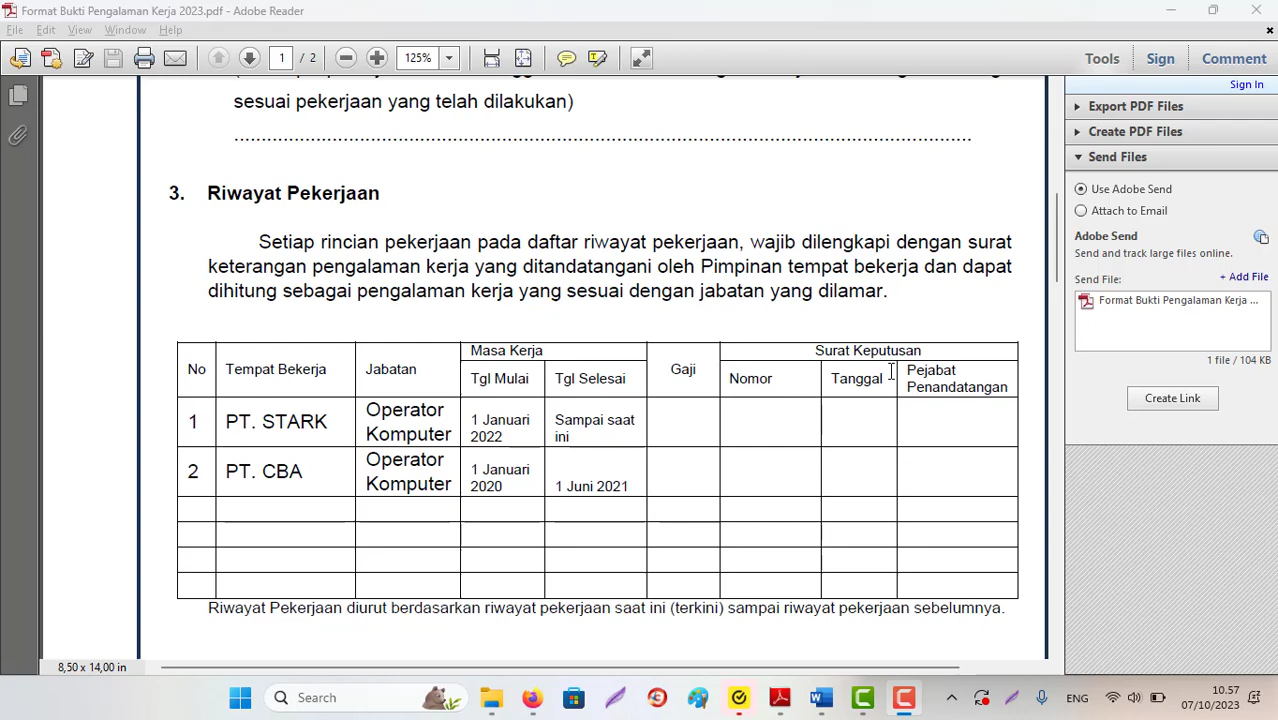 Format Bukti Pengalaman Kerja 2023.pdf - Adobe Reader
File Edit View Window Help
1 / 2 125% Tools Sign Comment
Sign In
sesuai pekerjaan yang telah dilakukan)
..........................................................................................................................................
3. Riwayat Pekerjaan
Setiap rincian pekerjaan pada daftar riwayat pekerjaan, wajib dilengkapi dengan surat
keterangan pengalaman kerja yang ditandatangani oleh Pimpinan tempat bekerja dan dapat
dihitung sebagai pengalaman kerja yang sesuai dengan jabatan yang dilamar.
No Tempat Bekerja Jabatan Masa Kerja Gaji Surat Keputusan
Tgl Mulai Tgl Selesai Nomor Tanggal Pejabat
Penandatangan
1 PT. STARK Operator
Komputer 1 Januari
2022 Sampai saat
ini
2 PT. CBA Operator
Komputer 1 Januari
2020 1 Juni 2021
Riwayat Pekerjaan diurut berdasarkan riwayat pekerjaan saat ini (terkini) sampai riwayat pekerjaan sebelumnya.
8,50 x 14,00 in
Export PDF Files
Create PDF Files
Send Files
Use Adobe Send
Attach to Email
Adobe Send
Send and track large files online.
Send File: + Add File
Format Bukti Pengalaman Kerja ...
1 file / 104 KB
Create Link
Search
ENG
10.57
07/10/2023